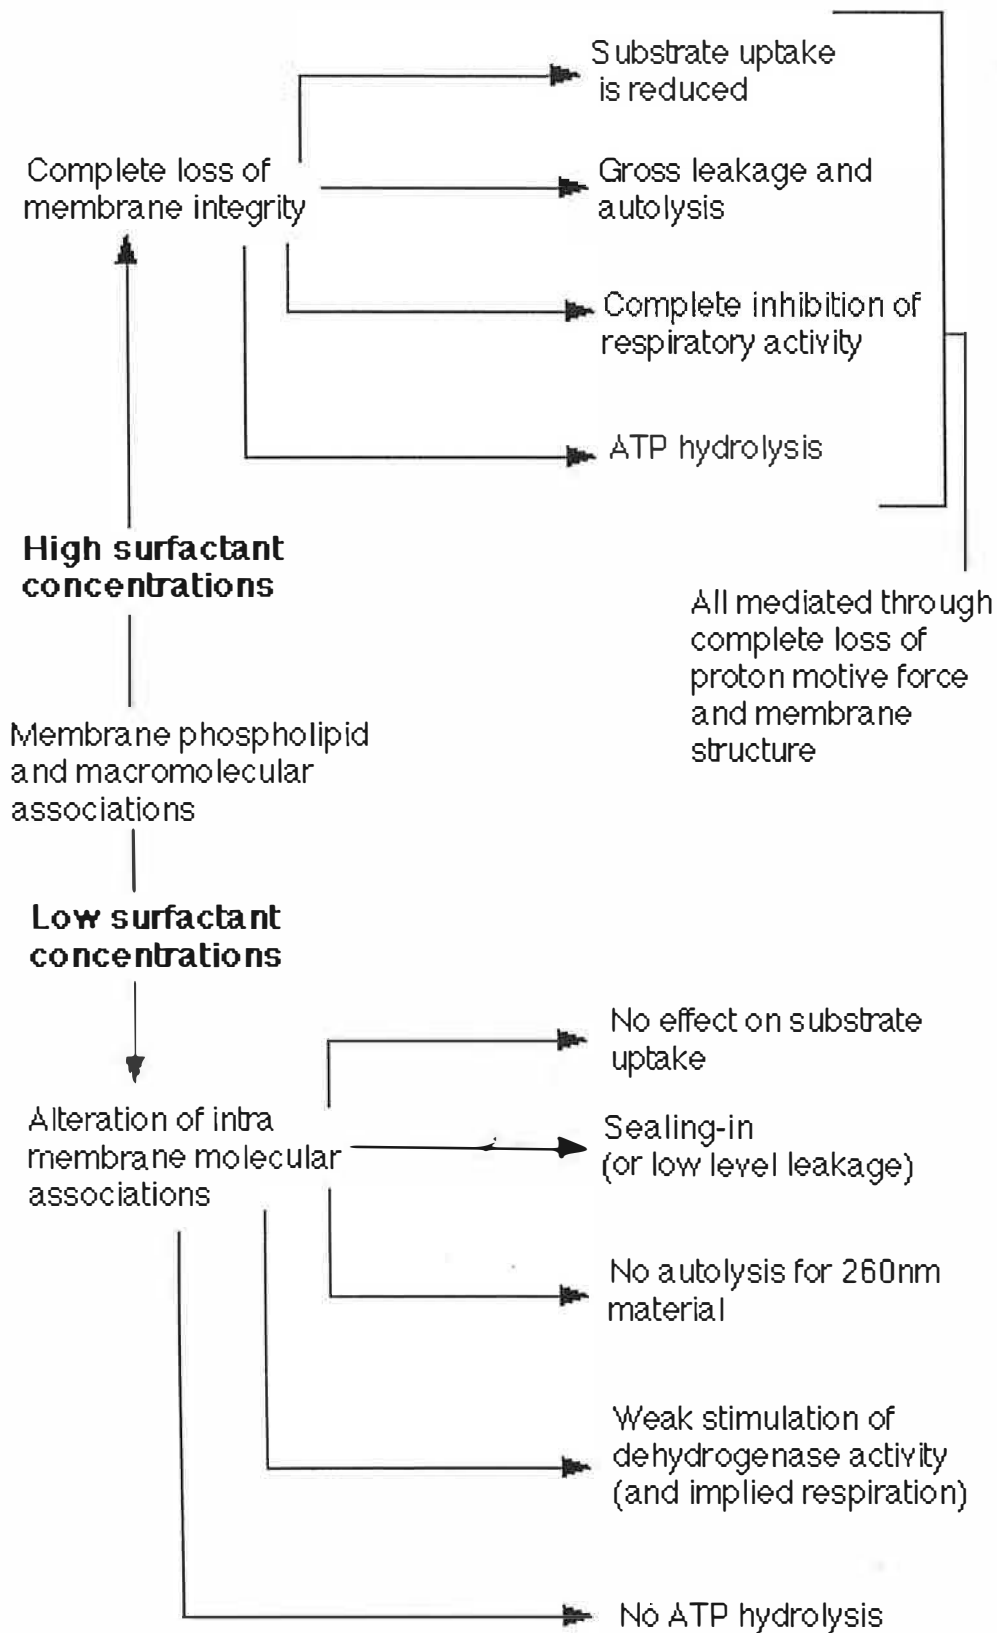 Substrate uptake
is reduced
Complete loss of
membrane integrity
Gross leakage and
autolysis
Complete inhibition of
respiratory activity
ATP hydrolysis
High surfactant
concentrations
All mediated through
complete loss of
proton motive force
and membrane
structure
Membrane phospholipid
and macromolecular
associations
Low surfactant
concentrations
No effect on substrate
uptake
Alteration of intra
membrane molecular
associations
Sealing-in
(or low level leakage)
No autolysis for 260nm
material
Weak stimulation of
dehydrogenase activity
(and implied respiration)
No ATP hydrolysis